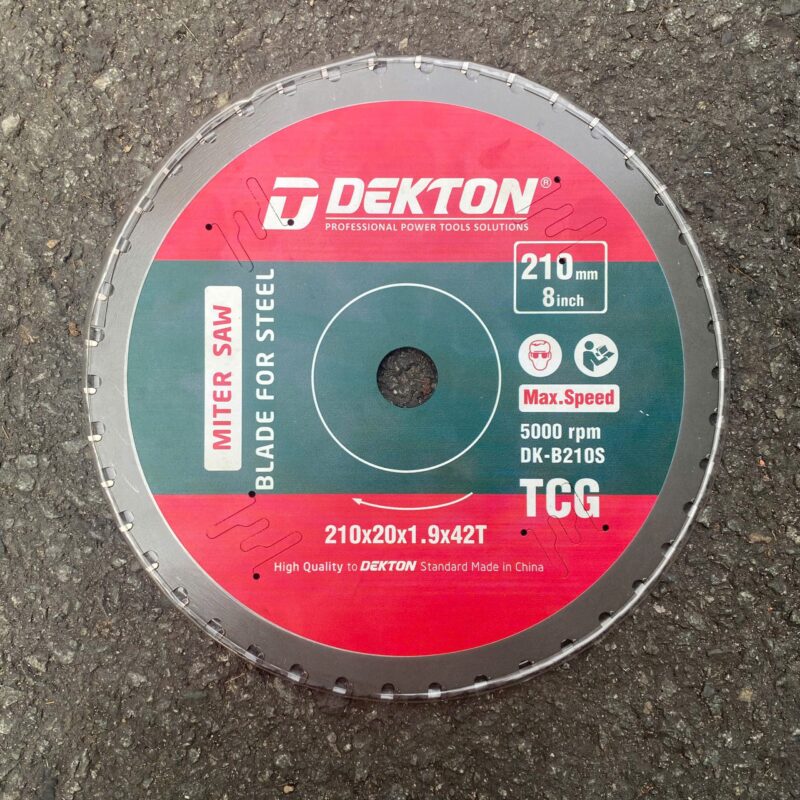 DEKTON®
PROFESSIONAL POWER TOOLS SOLUTIONS
210mm
8inch
MITER SAW
BLADE FOR STEEL
Max.Speed
5000 rpm
DK-B210S
TCG
210x20x1.9x42T
High Quality to DEKTON Standard Made in China